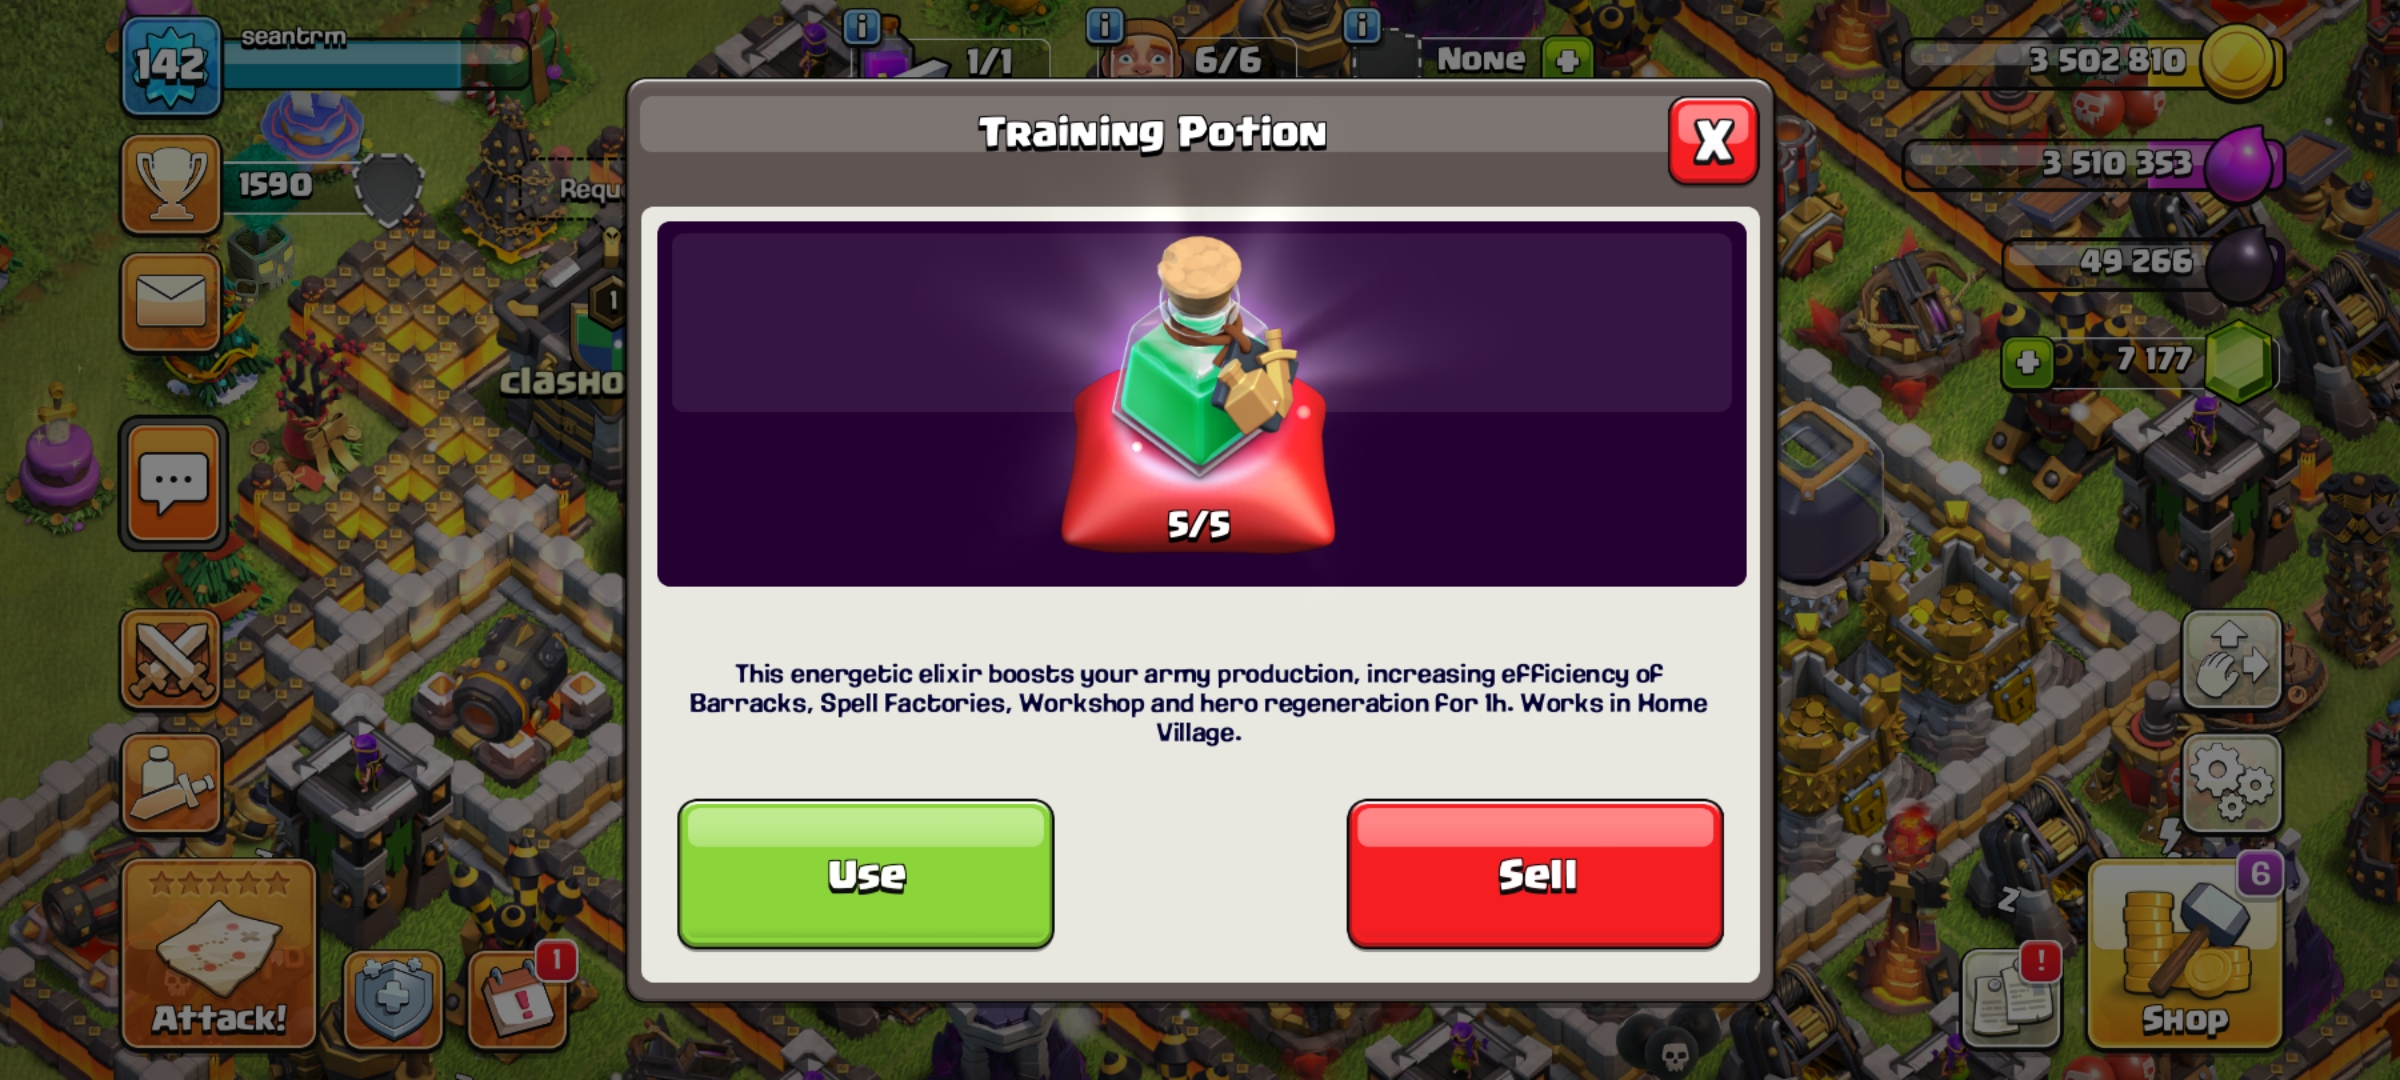 142
seantrm
1/1
6/6
None
3 502 810
Training Potion
X
1590
3 510 353
49 266
7 177
1
5/5
This energetic elixir boosts your army production, increasing efficiency of
Barracks, Spell Factories, Workshop and hero regeneration for 1h. Works in Home
Village.
Use
Sell
6
1
!
Attack!
Shop